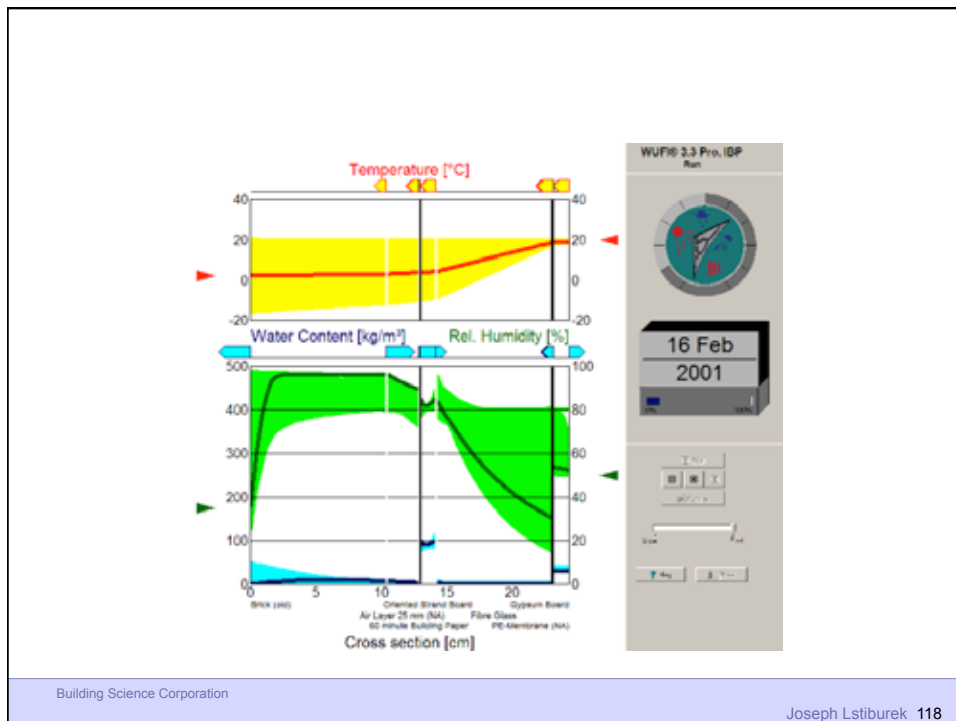 WUFI® 3.3 Pro, IBP
Run
Temperature [°C]
40 40
20 20
0 0
-20 -20
Water Content [kg/m³] Rel. Humidity [%]
500 100
400 80
300 60
200 40
100 20
0 5 10 15 20 0
Brick (old) Oriented Strand Board Gypsum Board
Air Layer 25 mm (NA) Fibre Glass
60 minute Building Paper PE-Membrane (NA)
Cross section [cm]
16 Feb
2001
0% 100%
Building Science Corporation
Joseph Lstiburek 118